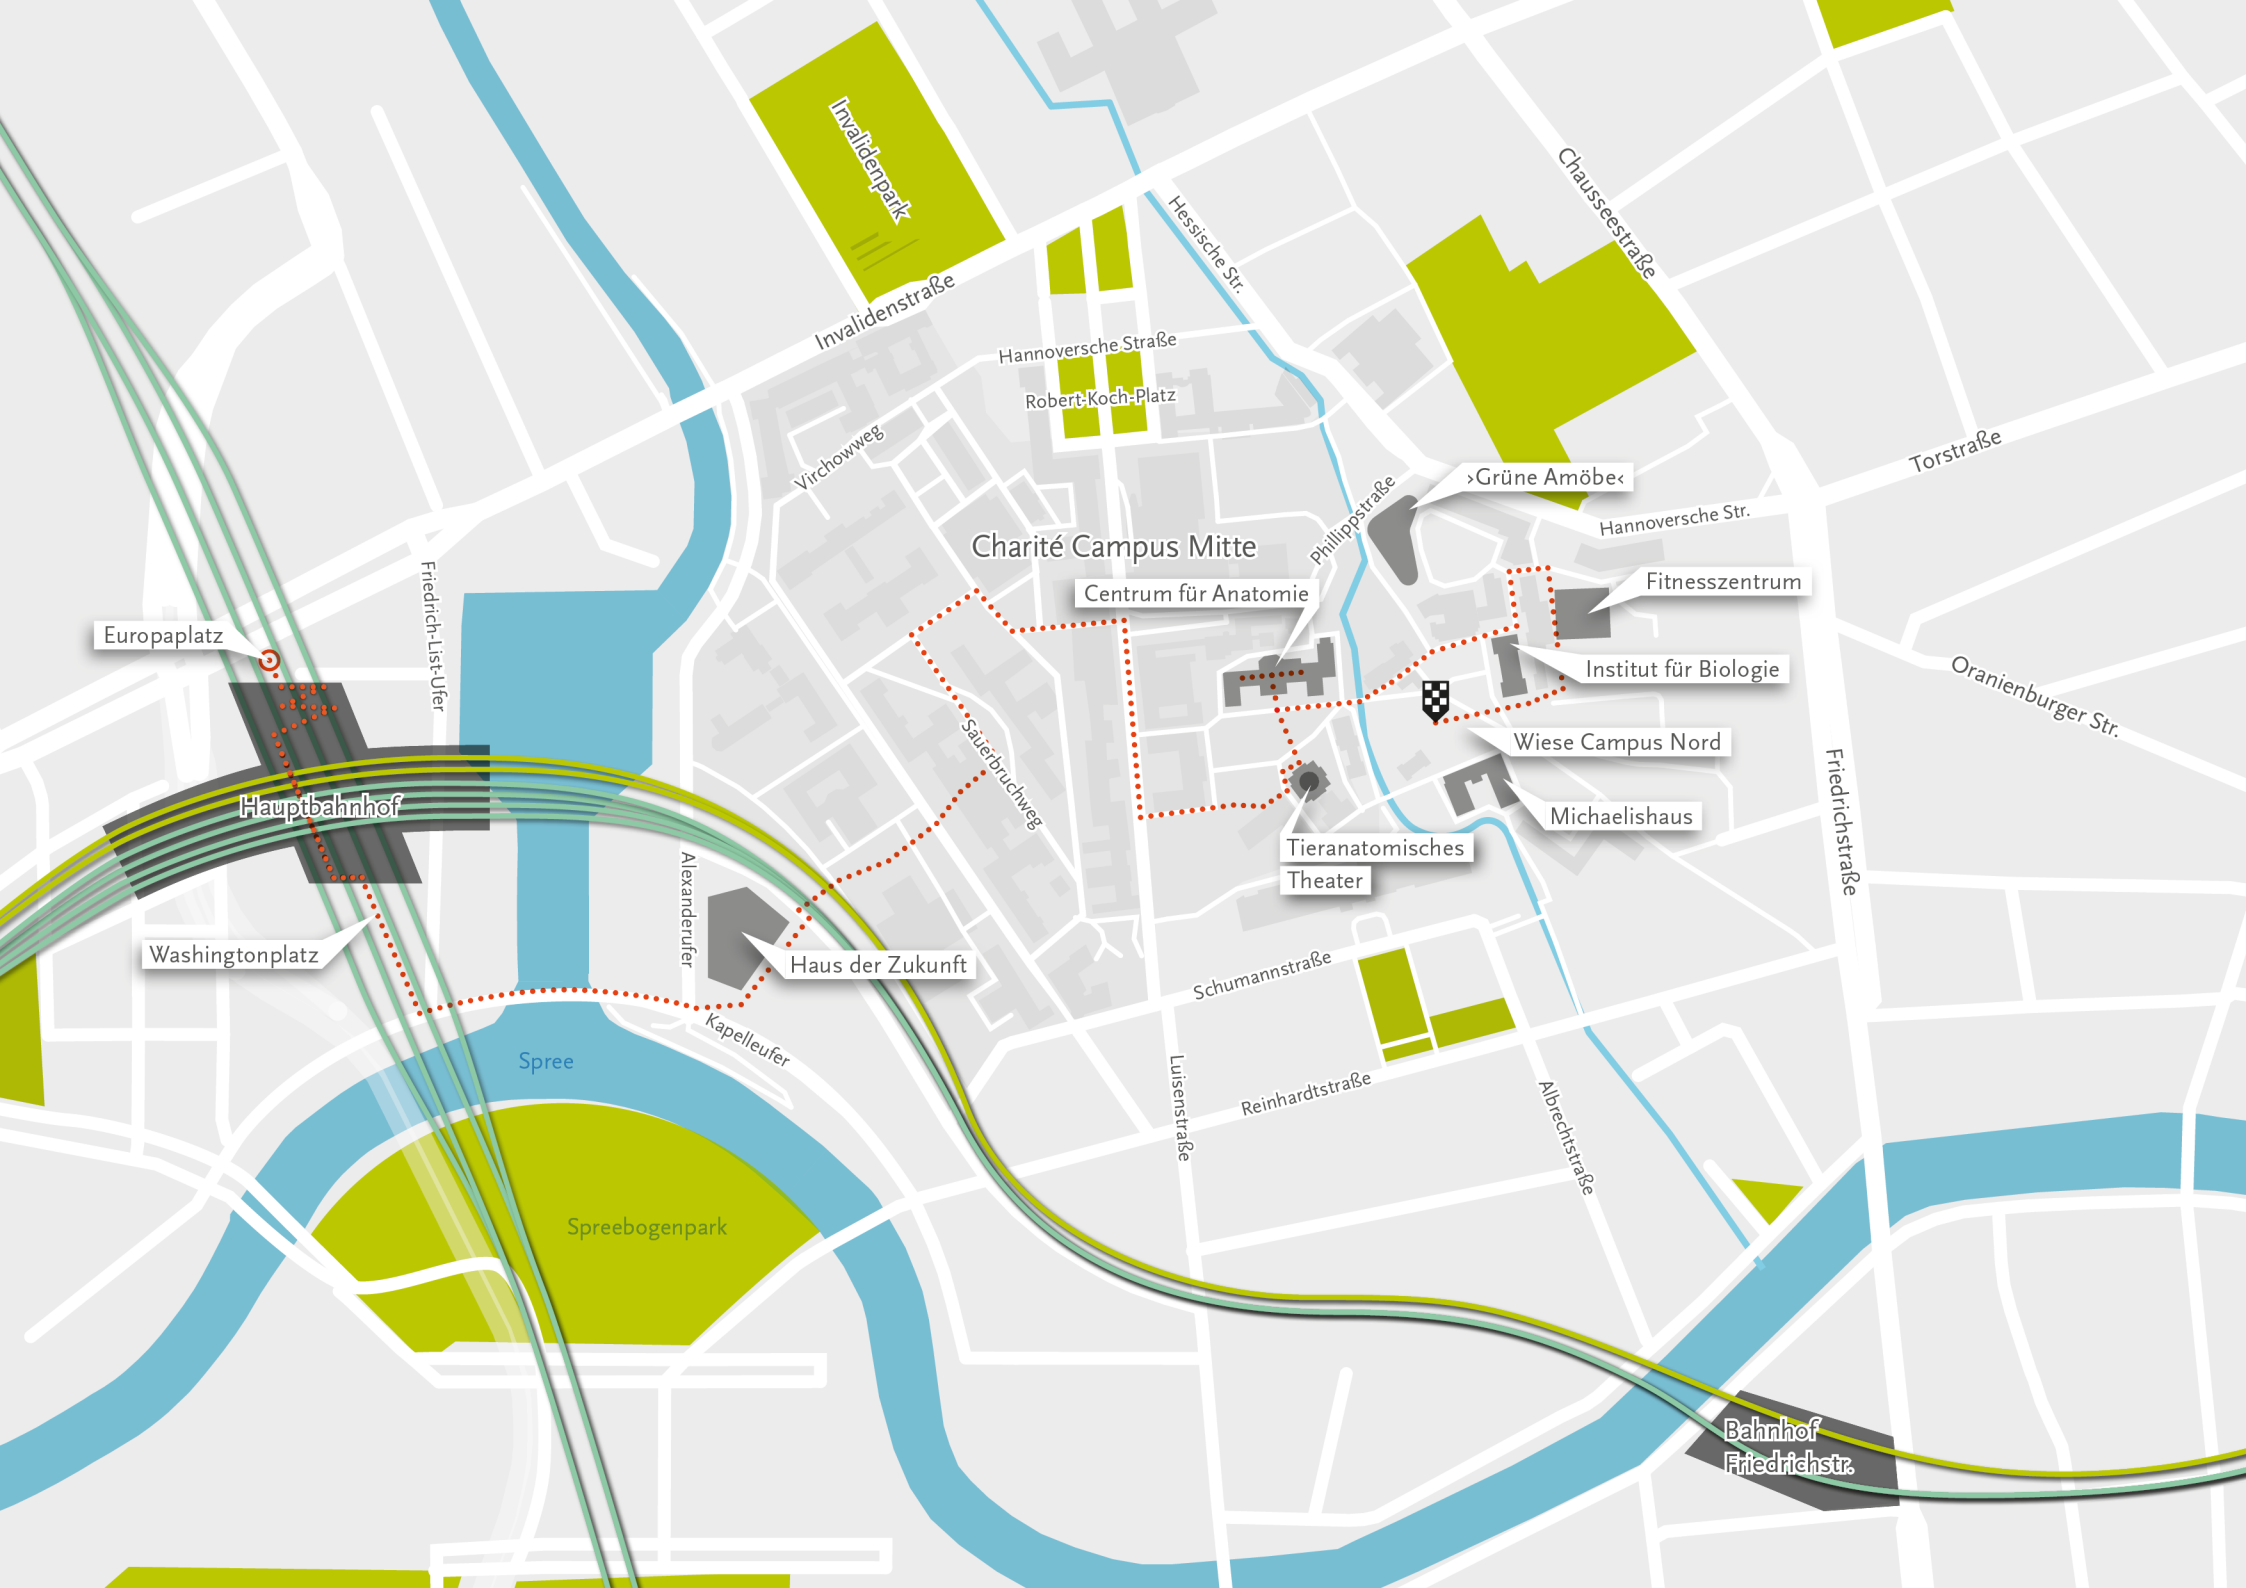 Invalidenpark
Chausseestraße
Hessische Str.
Invalidenstraße
Hannoversche Straße
Robert-Koch-Platz
Virchowweg
Torstraße
›Grüne Amöbe‹
Phillippstraße
Hannoversche Str.
Charité Campus Mitte
Centrum für Anatomie
Fitnesszentrum
Friedrich-List-Ufer
Europaplatz
Institut für Biologie
Oranienburger Str.
Sauerbruchweg
Wiese Campus Nord
Hauptbahnhof
Michaelishaus
Friedrichstraße
Tieranatomisches
Theater
Alexanderufer
Washingtonplatz
Haus der Zukunft
Schumannstraße
Kapelleufer
Spree
Luisenstraße
Reinhardtstraße
Albrechtstraße
Spreebogenpark
Bahnhof
Friedrichstr.